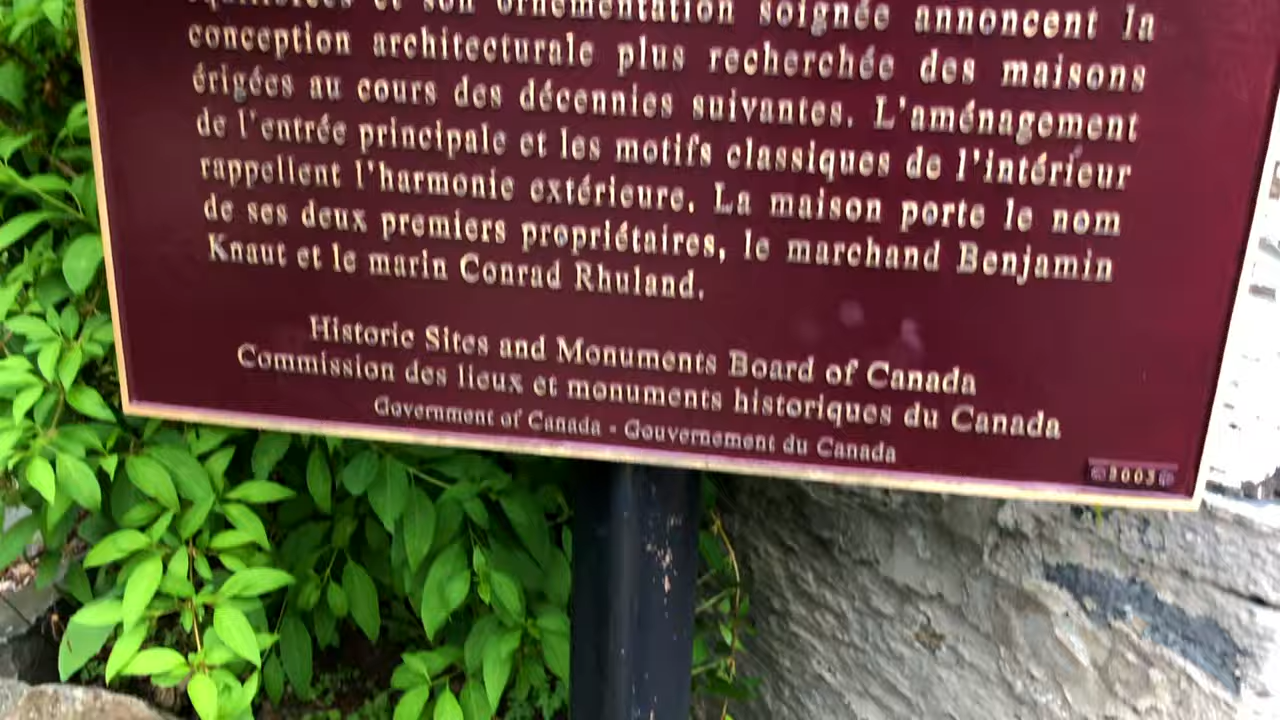 équilibrées et son ornementation soignée annoncent la
conception architecturale plus recherchée des maisons
érigées au cours des décennies suivantes. L'aménagement
de l'entrée principale et les motifs classiques de l'intérieur
rappellent l'harmonie extérieure. La maison porte le nom
de ses deux premiers propriétaires, le marchand Benjamin
Knaut et le marin Conrad Rhuland.
Historic Sites and Monuments Board of Canada
Commission des lieux et monuments historiques du Canada
Government of Canada - Gouvernement du Canada